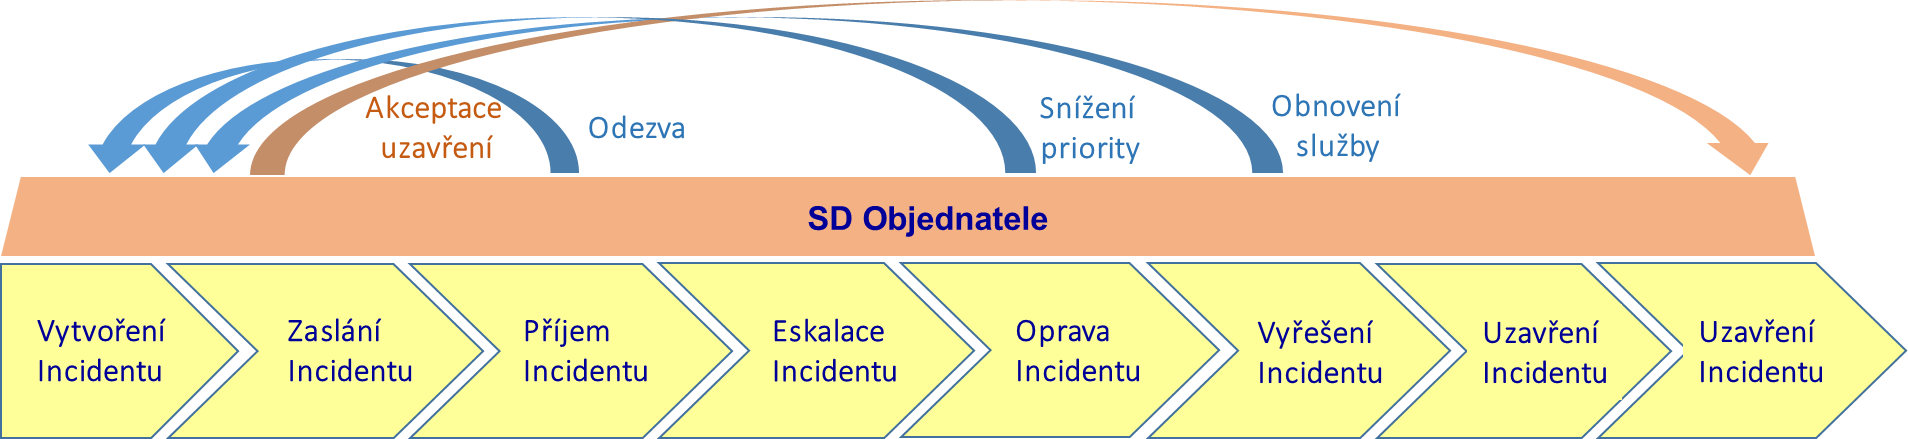 Akceptace
uzavření
Odezva
Snížení
priority
Obnovení
služby
SD Objednatele
Vytvoření
Incidentu
Zaslání
Incidentu
Příjem
Incidentu
Eskalace
Incidentu
Oprava
Incidentu
Vyřešení
Incidentu
Uzavření
Incidentu
Uzavření
Incidentu